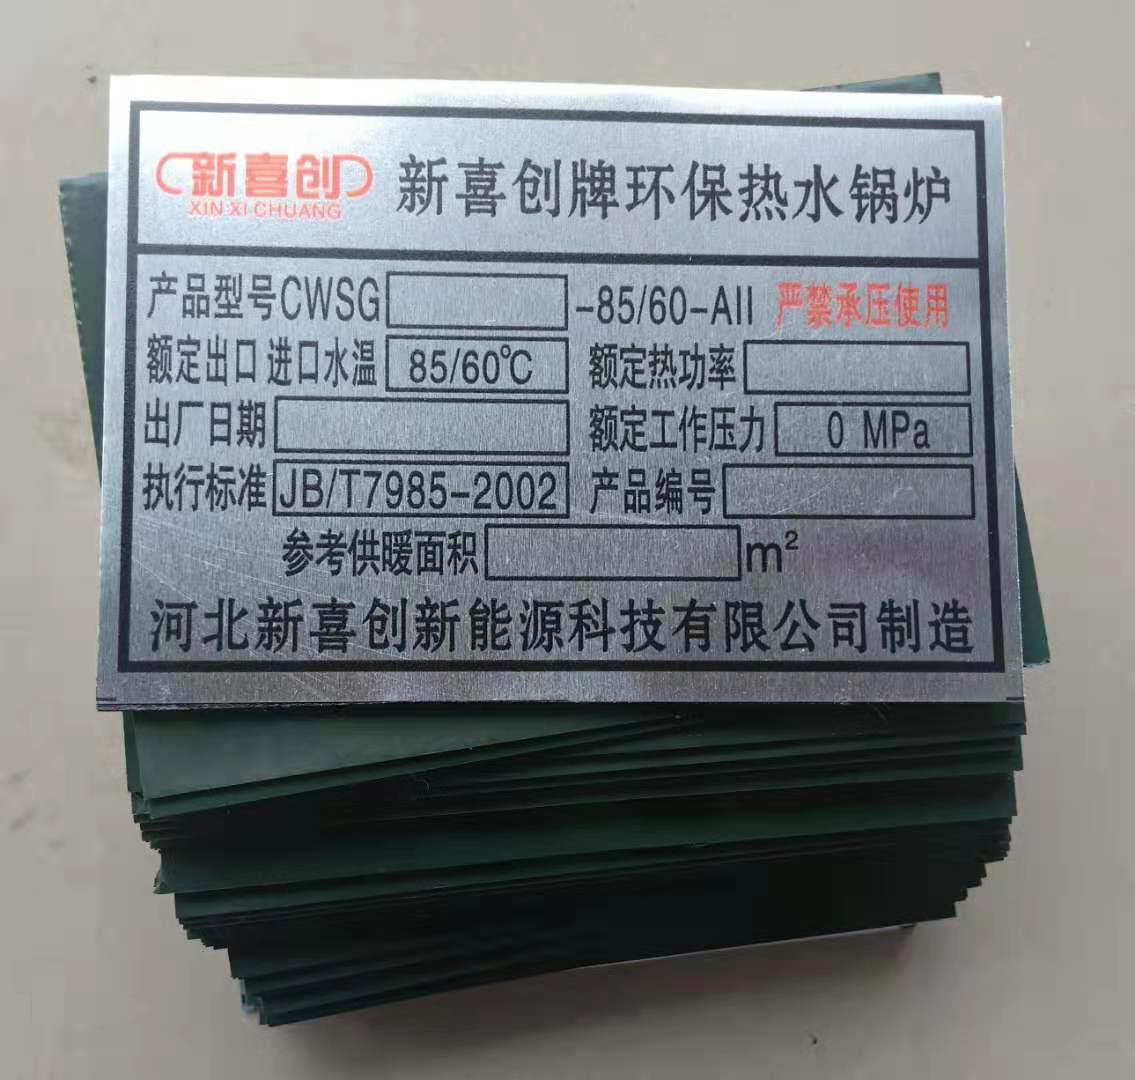 新喜创
XIN XI CHUANG
新喜创牌环保热水锅炉
产品型号CWSG -85/60-AII 严禁承压使用
额定出口 进口水温 85/60℃ 额定热功率
出厂日期 额定工作压力 0 MPa
执行标准 JB/T7985-2002 产品编号
参考供暖面积 m²
河北新喜创新能源科技有限公司制造